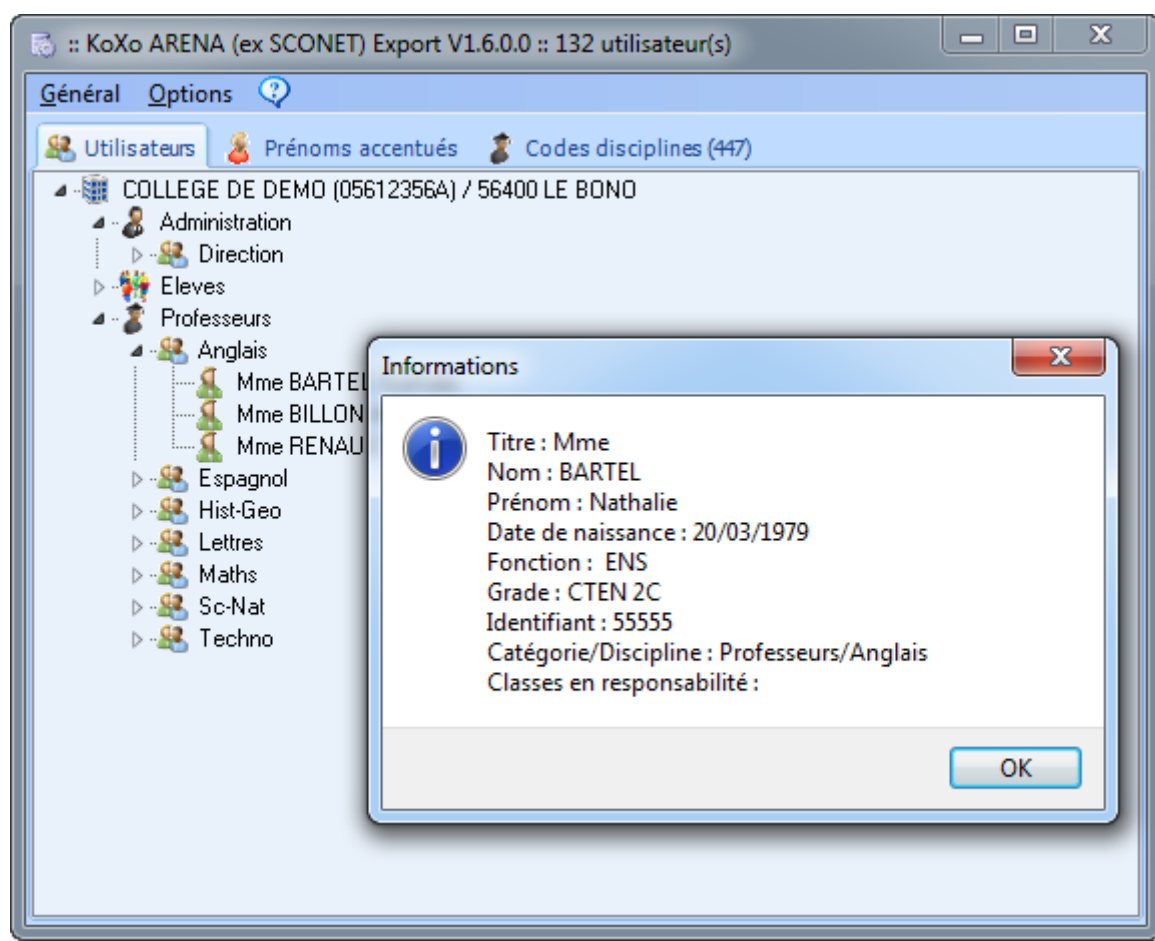 :: KoXo ARENA (ex SCONET) Export V1.6.0.0 :: 132 utilisateur(s)
Général Options
Utilisateurs Prénoms accentués Codes disciplines (447)
COLLEGE DE DEMO (05612356A) / 56400 LE BONO
Administration
Direction
Eleves
Professeurs
Anglais
Mme BARTEL
Mme BILLON
Mme RENAU
Espagnol
Hist-Geo
Lettres
Maths
Sc-Nat
Techno
Informations
Titre : Mme
Nom : BARTEL
Prénom : Nathalie
Date de naissance : 20/03/1979
Fonction : ENS
Grade : CTEN 2C
Identifiant : 55555
Catégorie/Discipline : Professeurs/Anglais
Classes en responsabilité :
OK